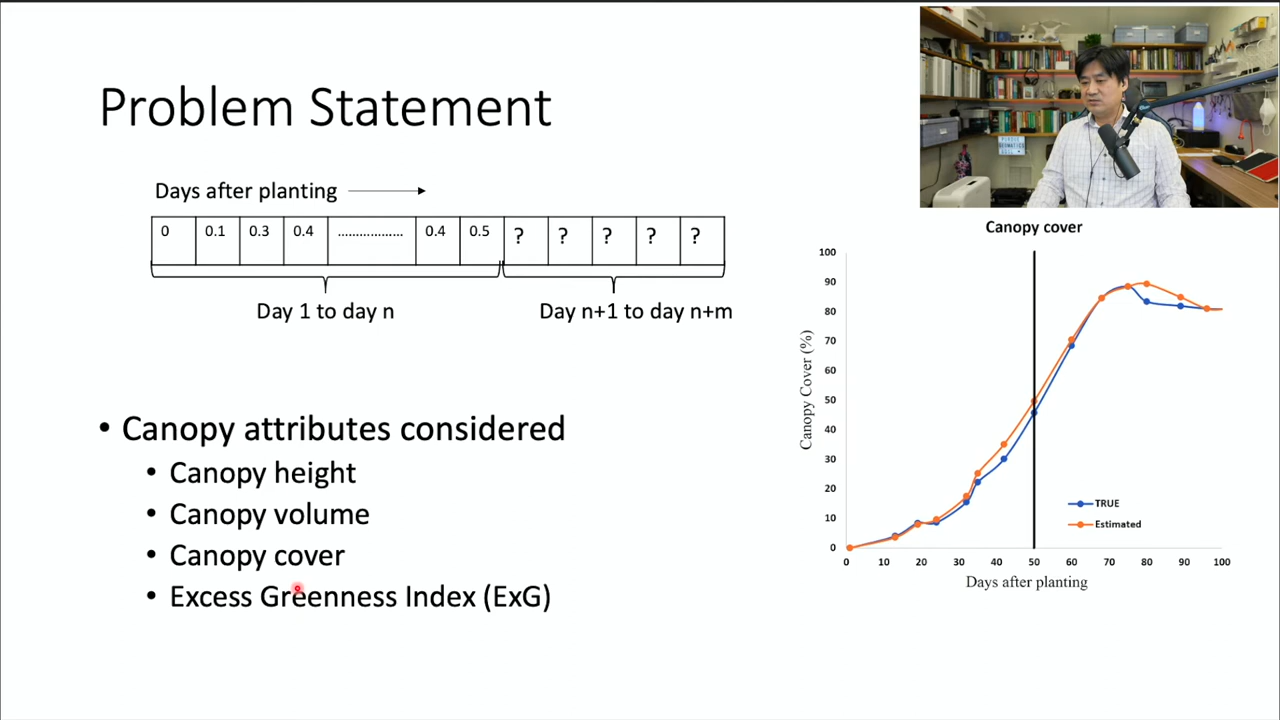 Problem Statement
Days after planting
0 0.1 0.3 0.4 ................... 0.4 0.5 ? ? ? ? ?
Day 1 to day n Day n+1 to day n+m
• Canopy attributes considered
• Canopy height
• Canopy volume
• Canopy cover
• Excess Greenness Index (ExG)
Canopy cover
Canopy Cover (%)
100
90
80
70
60
50
40
30
20
10
0
TRUE
Estimated
0 10 20 30 40 50 60 70 80 90 100
Days after planting